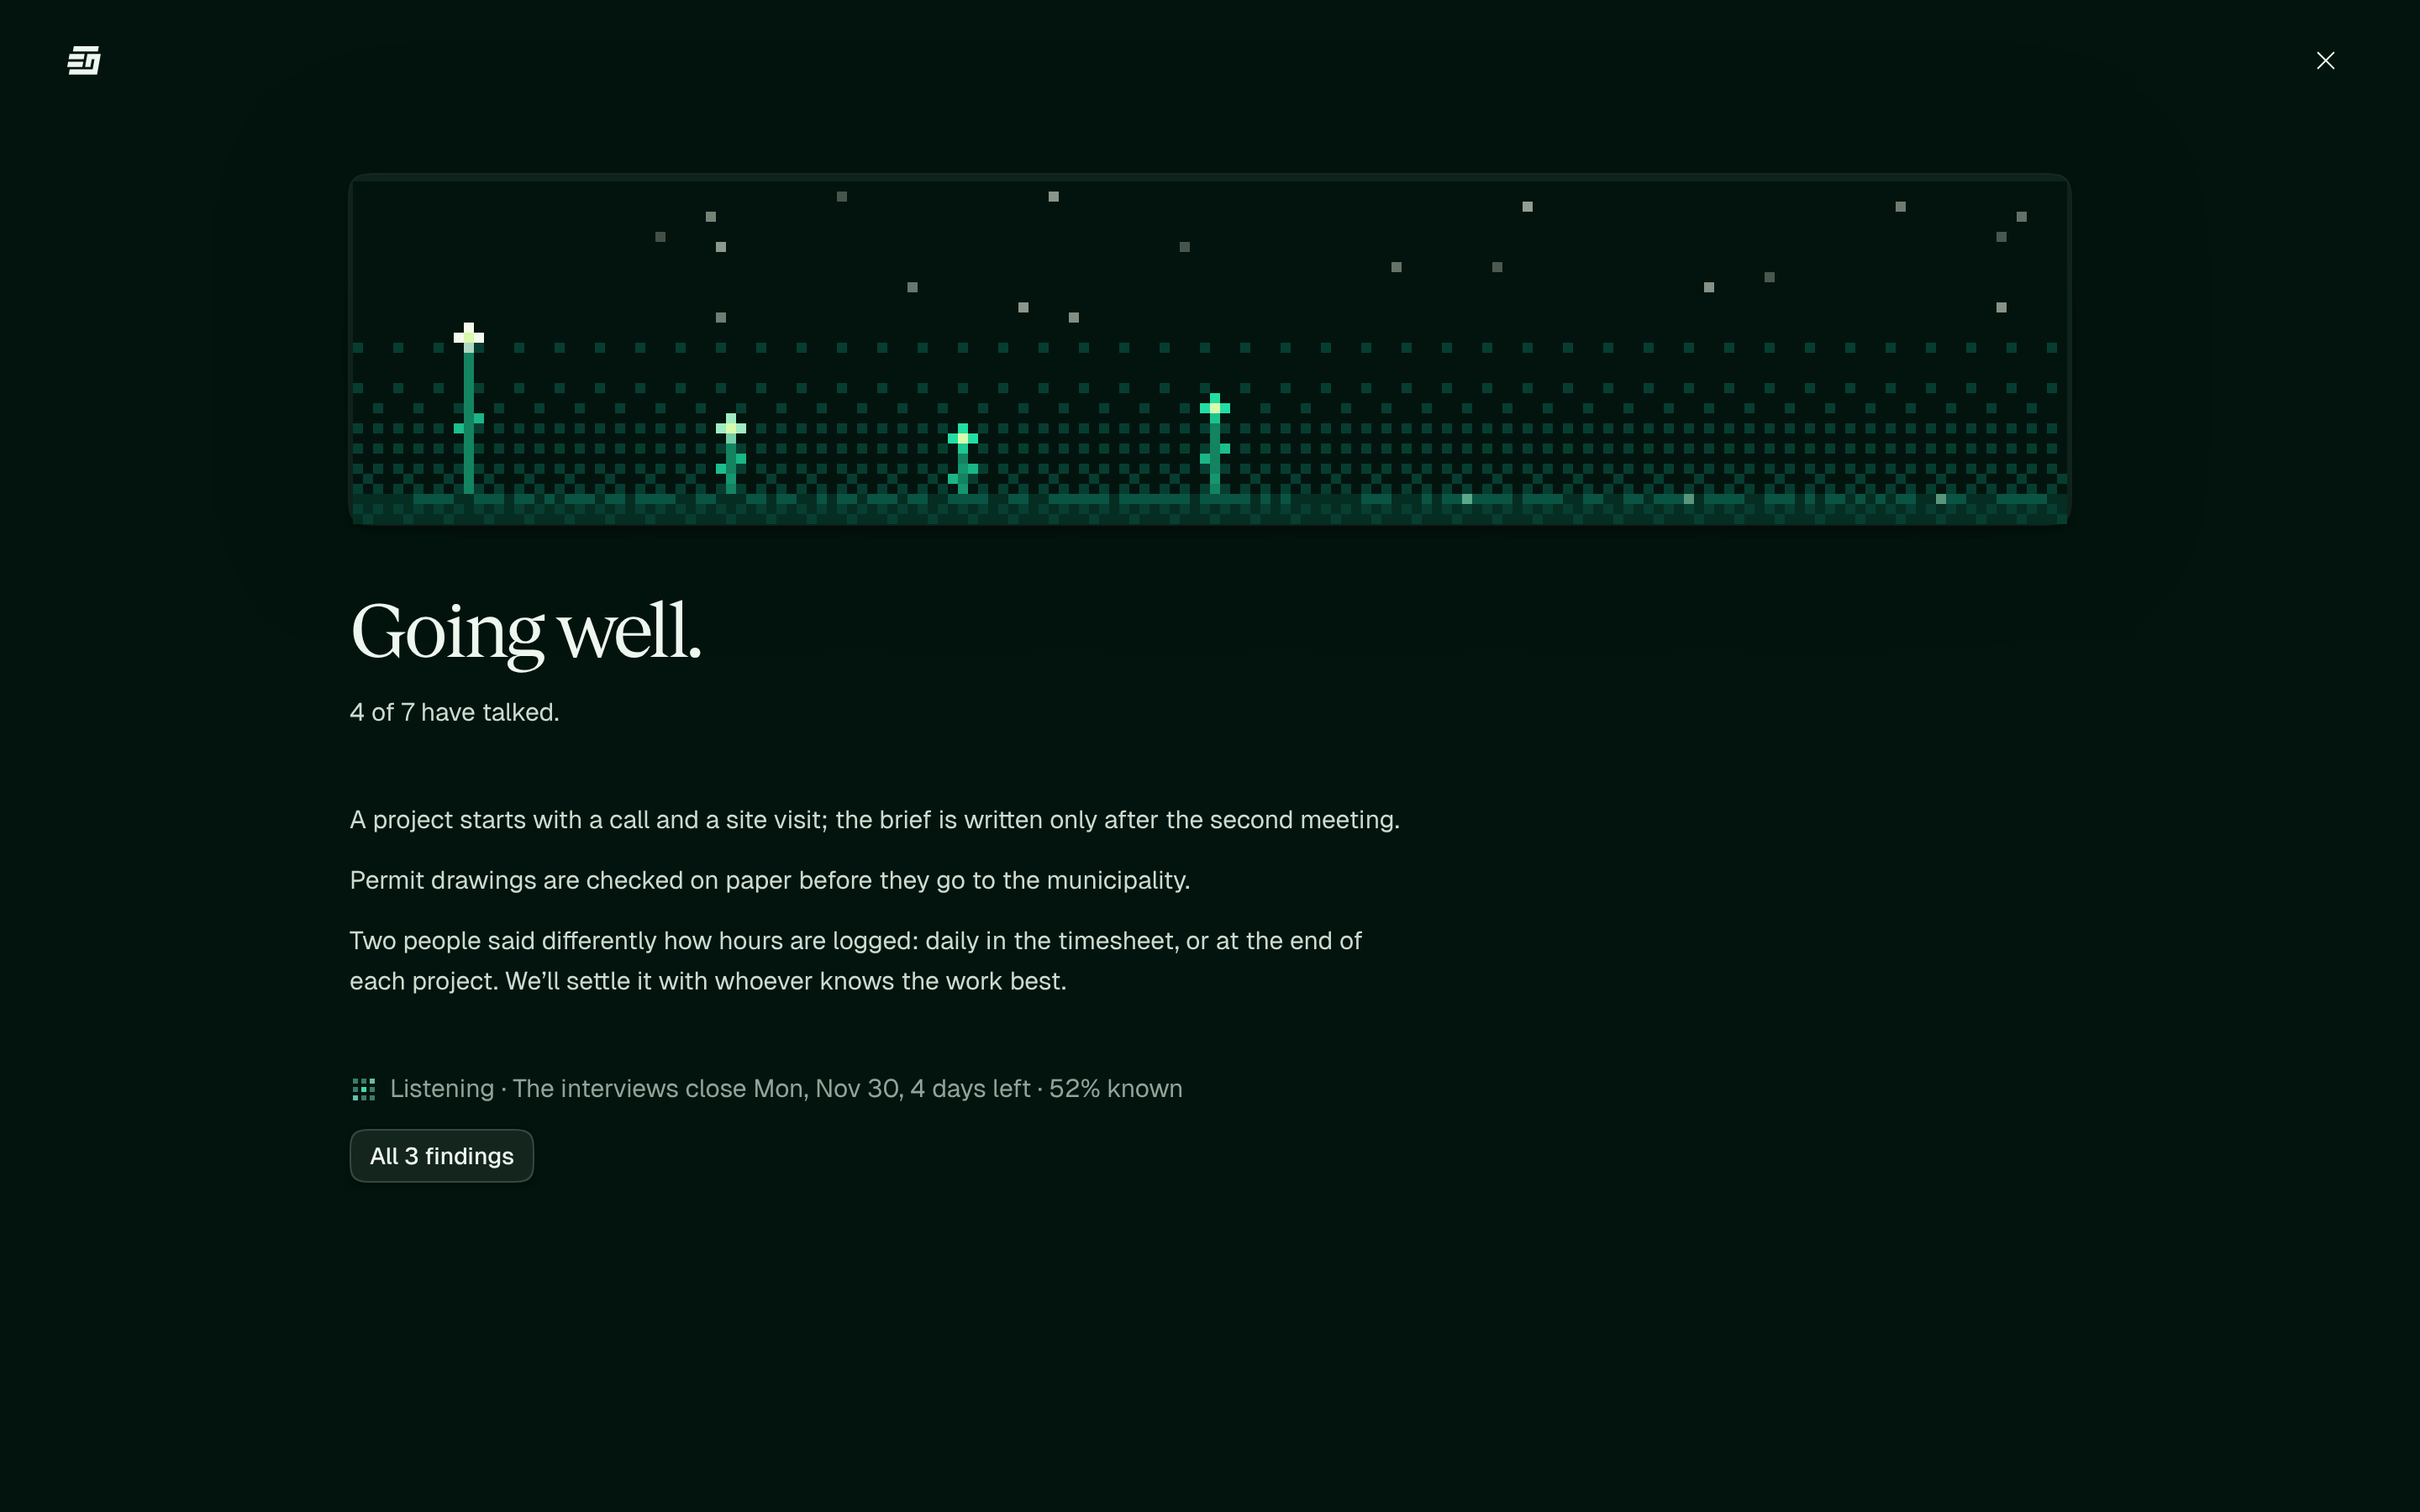 Going well.
4 of 7 have talked.
A project starts with a call and a site visit; the brief is written only after the second meeting.
Permit drawings are checked on paper before they go to the municipality.
Two people said differently how hours are logged: daily in the timesheet, or at the end of
each project. We’ll settle it with whoever knows the work best.
Listening · The interviews close Mon, Nov 30, 4 days left · 52% known
All 3 findings